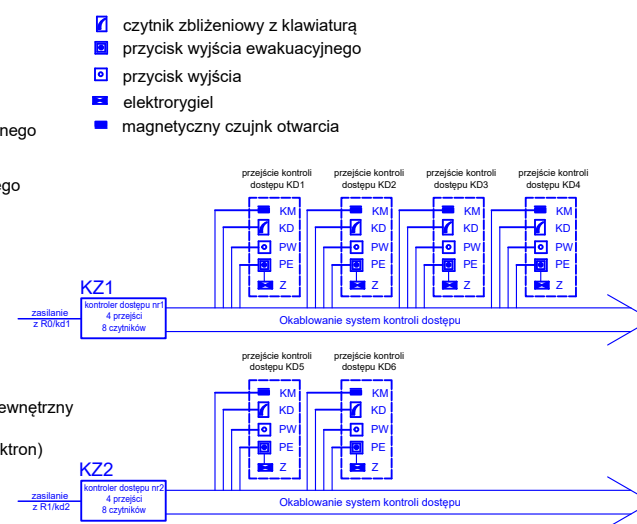 czytnik zbliżeniowy z klawiaturą
przycisk wyjścia ewakuacyjnego
przycisk wyjścia
elektrorygiel
magnetyczny czujnk otwarcia
nego
ego
przejście kontroli
dostępu KD1
przejście kontroli
dostępu KD2
przejście kontroli
dostępu KD3
przejście kontroli
dostępu KD4
KM
KD
PW
PE
Z
KM
KD
PW
PE
Z
KM
KD
PW
PE
Z
KM
KD
PW
PE
Z
KZ1
kontroler dostępu nr1
4 przejści
8 czytników
zasilanie
z R0/kd1
Okablowanie system kontroli dostępu
przejście kontroli
dostępu KD5
przejście kontroli
dostępu KD6
KM
KD
PW
PE
Z
KM
KD
PW
PE
Z
ewnętrzny
ktron)
KZ2
kontroler dostępu nr2
4 przejści
8 czytników
zasilanie
z R1/kd2
Okablowanie system kontroli dostępu